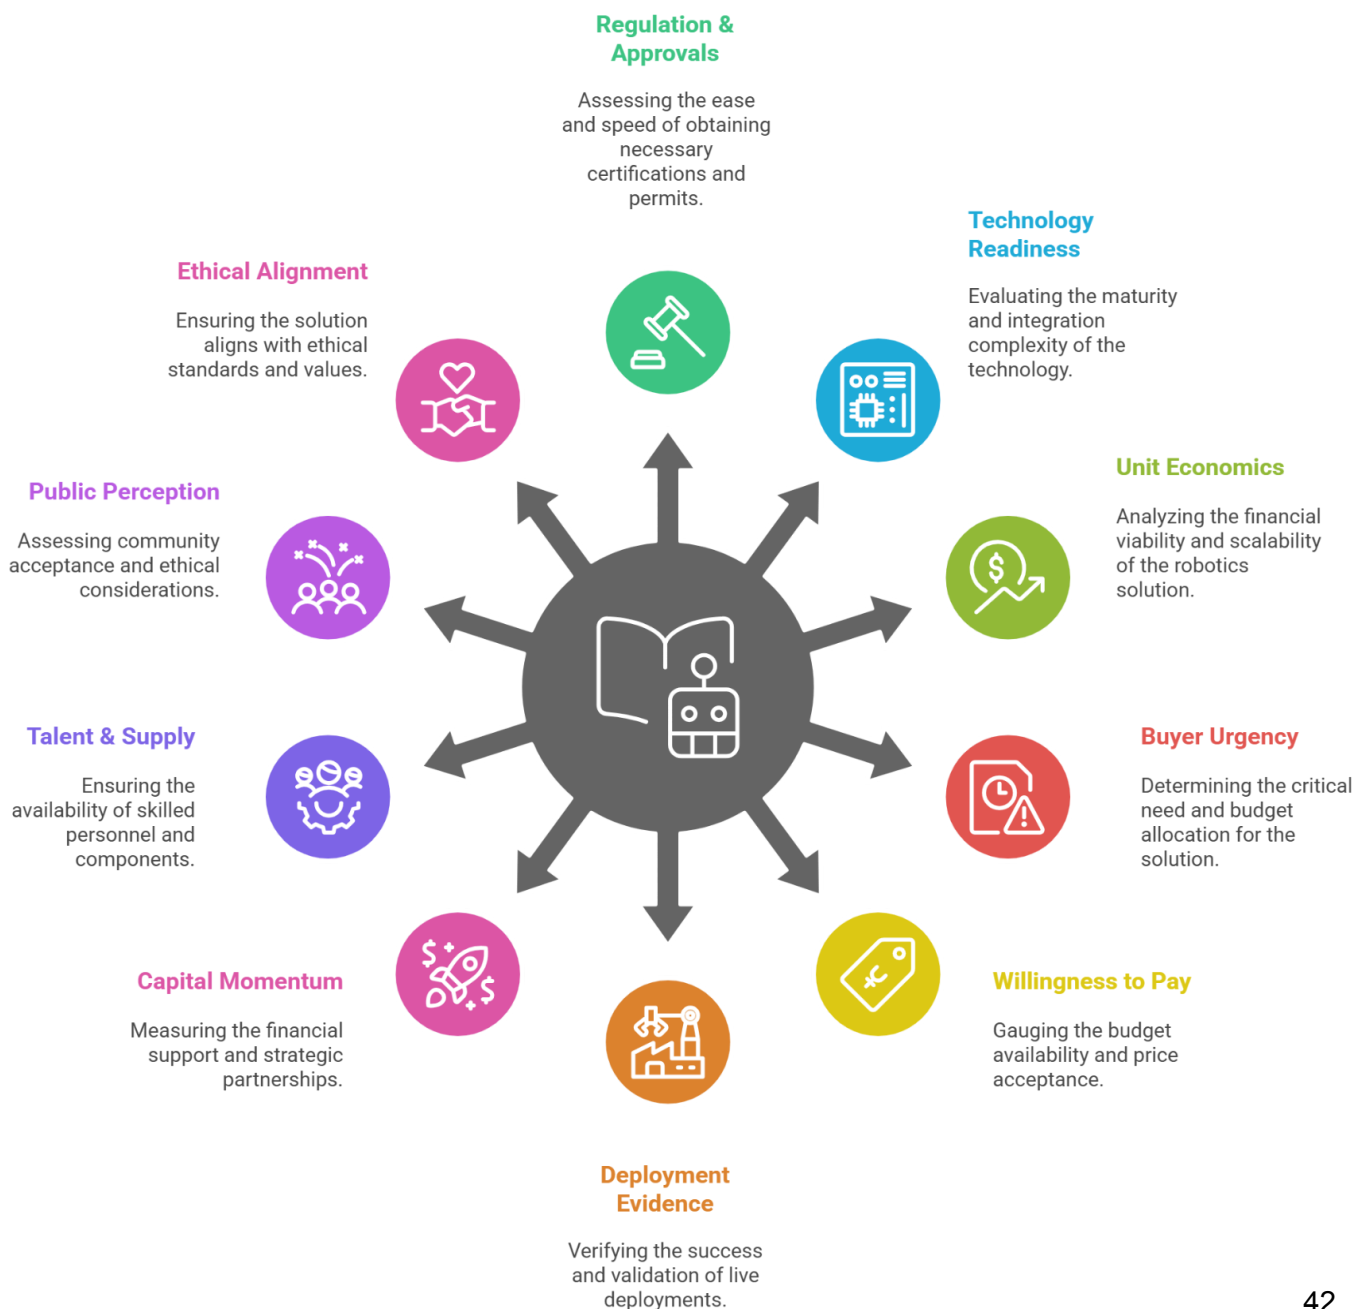 Regulation &
Approvals
Assessing the ease
and speed of obtaining
necessary
certifications and
permits.
Technology
Readiness
Evaluating the maturity
and integration
complexity of the
technology.
Unit Economics
Analyzing the financial
viability and scalability
of the robotics
solution.
Buyer Urgency
Determining the critical
need and budget
allocation for the
solution.
Willingness to Pay
Gauging the budget
availability and price
acceptance.
Deployment
Evidence
Verifying the success
and validation of live
deployments.
Capital Momentum
Measuring the financial
support and strategic
partnerships.
Talent & Supply
Ensuring the
availability of skilled
personnel and
components.
Public Perception
Assessing community
acceptance and ethical
considerations.
Ethical Alignment
Ensuring the solution
aligns with ethical
standards and values.
42